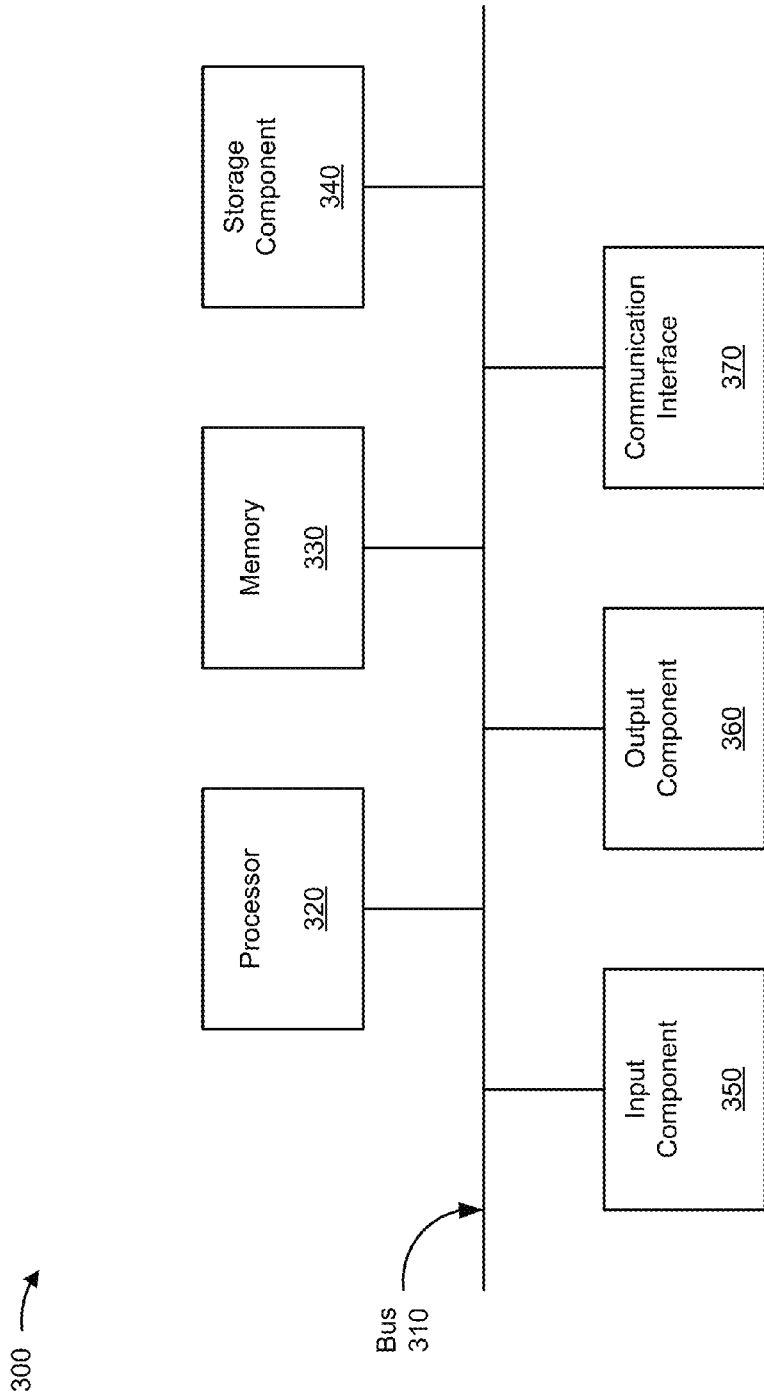 300
Bus
310
Processor
320
Memory
330
Storage
Component
340
Input
Component
350
Output
Component
360
Communication
Interface
370